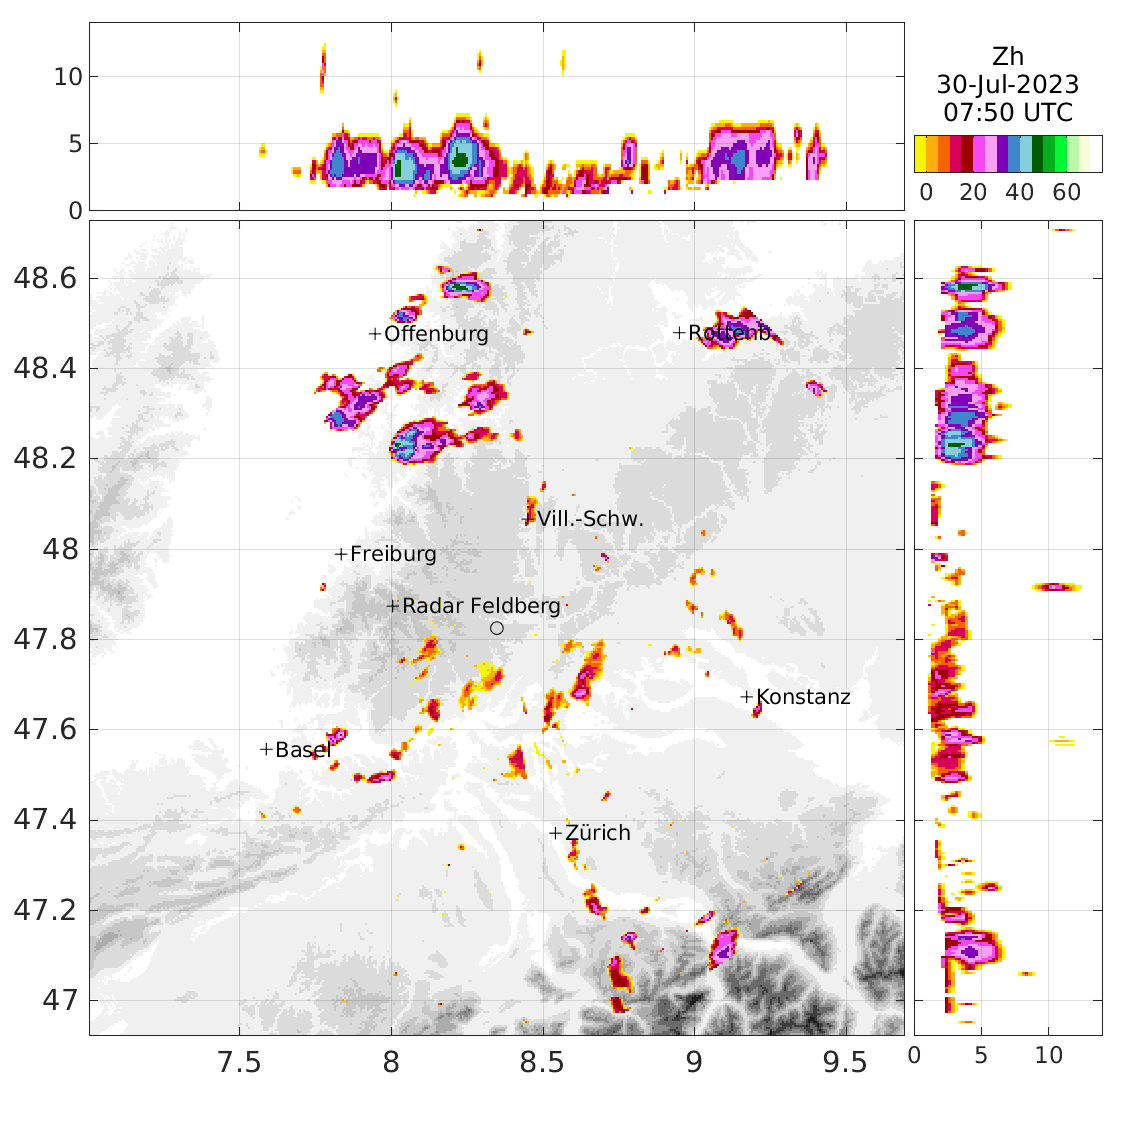 10
5
0
Zh
30-Jul-2023
07:50 UTC
0 20 40 60
48.6
48.4
48.2
48
47.8
47.6
47.4
47.2
47
Offenburg
Rottenb.
Vill.-Schw.
Freiburg
Radar Feldberg
Konstanz
Basel
Zürich
7.5 8 8.5 9 9.5
0 5 10